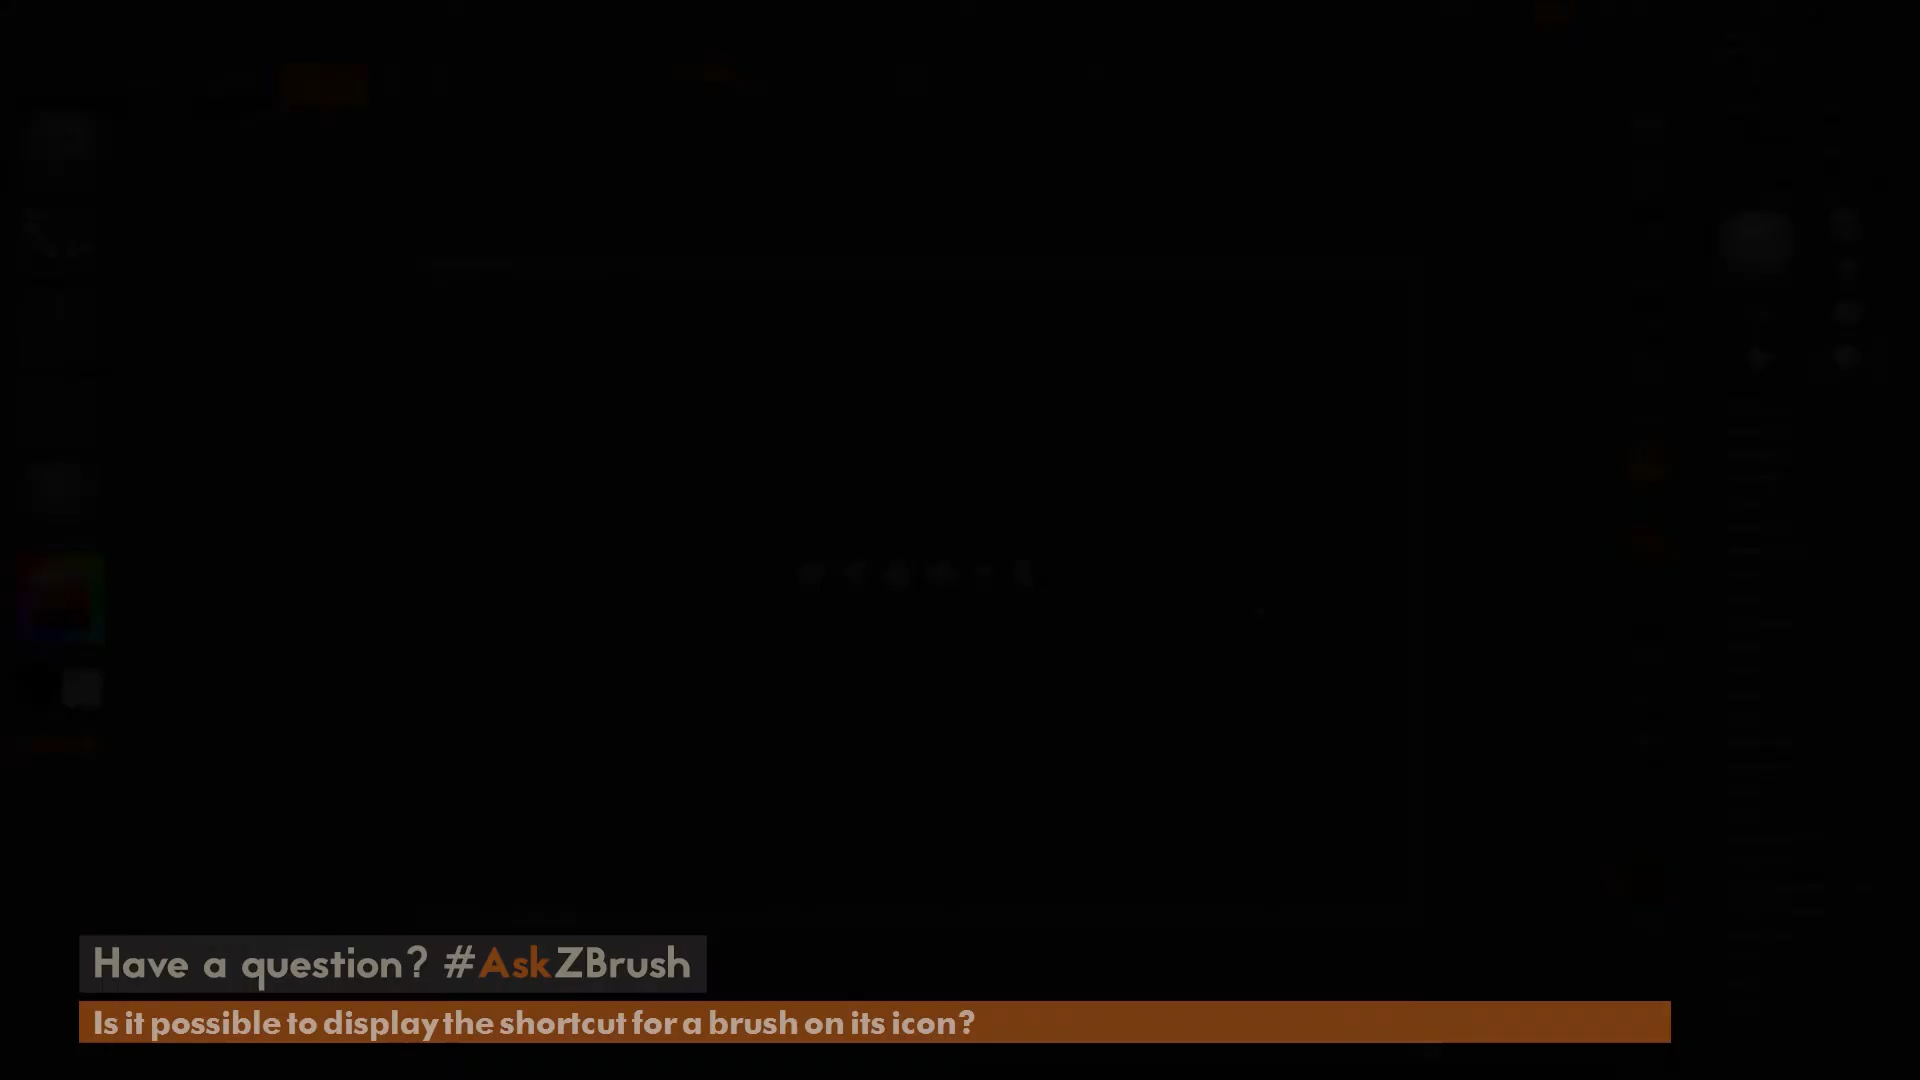 Have a question? #AskZBrush
Is it possible to display the shortcut for a brush on its icon?